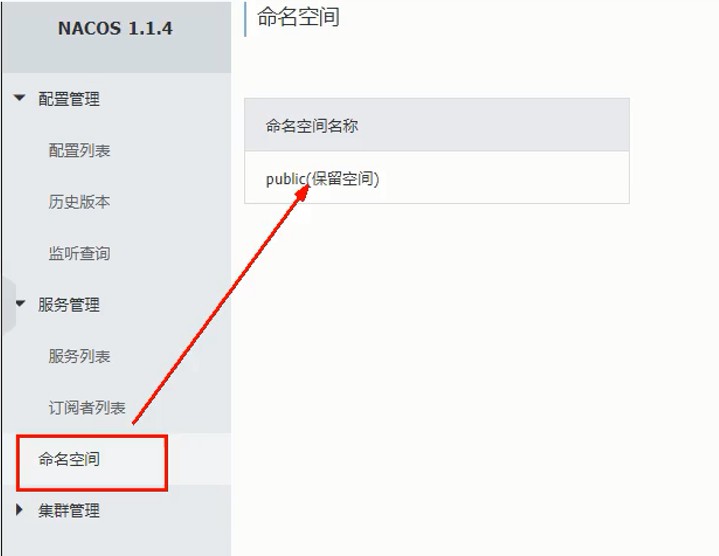 NACOS 1.1.4
配置管理
配置列表
历史版本
监听查询
服务管理
服务列表
订阅者列表
命名空间
集群管理
命名空间
命名空间名称
public(保留空间)